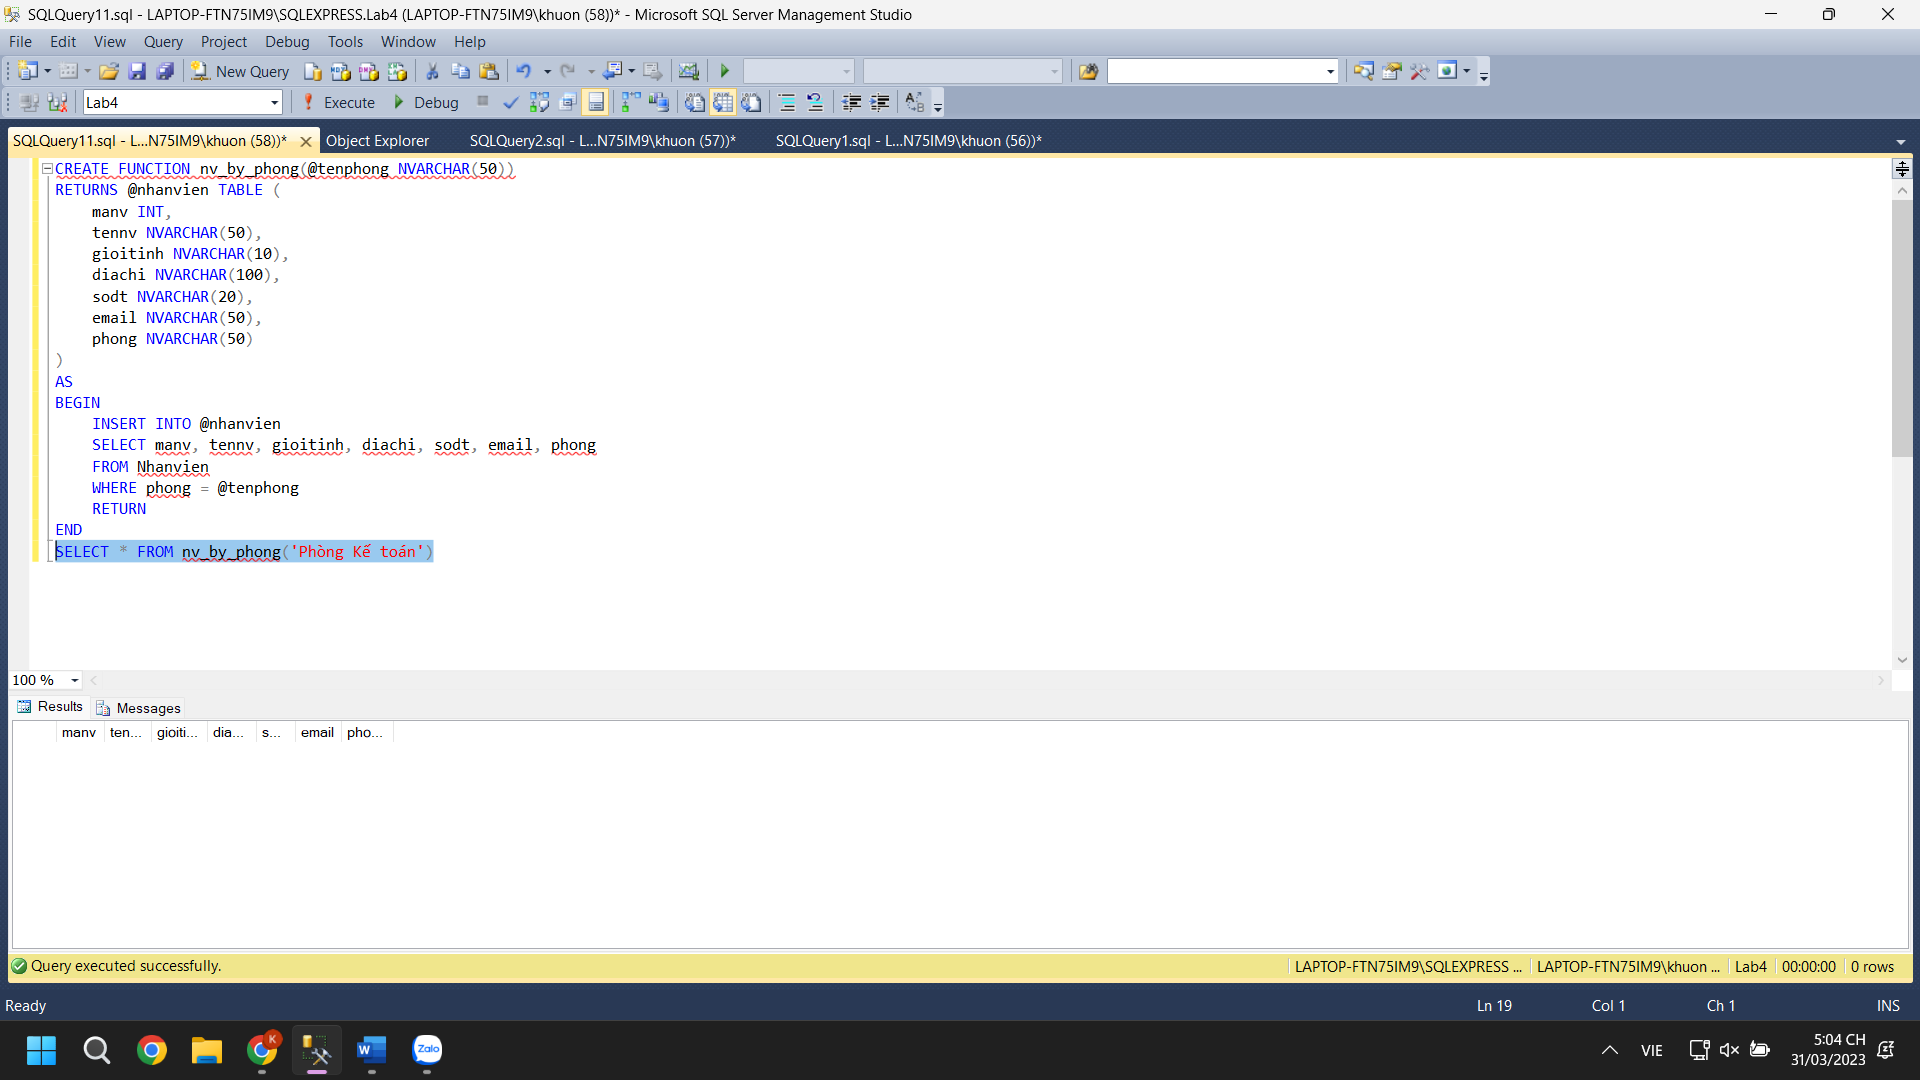 SQLQuery11.sql - LAPTOP-FTN75IM9\SQLEXPRESS.Lab4 (LAPTOP-FTN75IM9\khuon (58))* - Microsoft SQL Server Management Studio
File Edit View Query Project Debug Tools Window Help
New Query
Lab4 Execute Debug
SQLQuery11.sql - L...N75IM9\khuon (58))* Object Explorer SQLQuery2.sql - L...N75IM9\khuon (57))* SQLQuery1.sql - L...N75IM9\khuon (56))*
CREATE FUNCTION nv_by_phong(@tenphong NVARCHAR(50))
RETURNS @nhanvien TABLE (
manv INT,
tennv NVARCHAR(50),
gioitinh NVARCHAR(10),
diachi NVARCHAR(100),
sodt NVARCHAR(20),
email NVARCHAR(50),
phong NVARCHAR(50)
)
AS
BEGIN
INSERT INTO @nhanvien
SELECT manv, tennv, gioitinh, diachi, sodt, email, phong
FROM Nhanvien
WHERE phong = @tenphong
RETURN
END
SELECT * FROM nv_by_phong('Phòng Kế toán')
100 %
Results Messages
manv ten... gioiti... dia... s... email pho...
Query executed successfully. LAPTOP-FTN75IM9\SQLEXPRESS ... LAPTOP-FTN75IM9\khuon ... Lab4 00:00:00 0 rows
Ready Ln 19 Col 1 Ch 1 INS
K W Zalo VIE 5:04 CH
31/03/2023